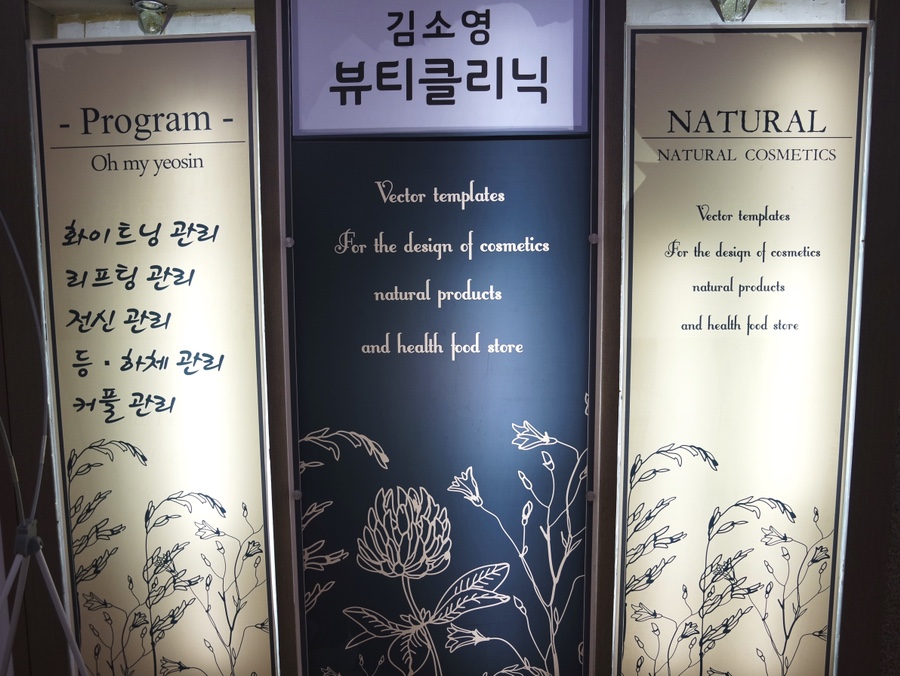 - Program -
Oh my yeosin
화이트닝 관리
리프팅 관리
전신 관리
등·하체 관리
커플 관리
김소영
뷰티클리닉
Vector templates
For the design of cosmetics
natural products
and health food store
NATURAL
NATURAL COSMETICS
Vector templates
For the design of cosmetics
natural products
and health food store